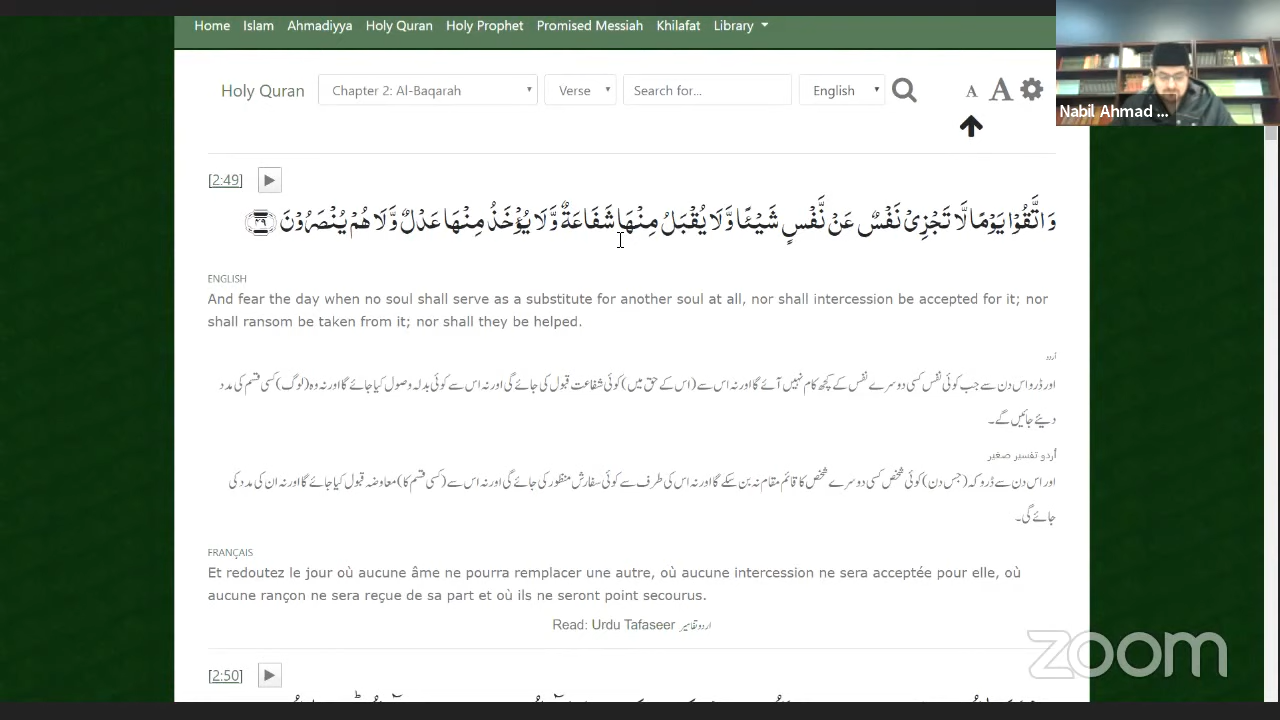 Home Islam Ahmadiyya Holy Quran Holy Prophet Promised Messiah Khilafat Library
Holy Quran Chapter 2: Al-Baqarah Verse Search for... English A A
Nabil Ahmad ...
[2:49]
وَاتَّقُوْا يَوْمًا لَّا تَجْزِىْ نَفْسٌ عَنْ نَّفْسٍ شَيْـًٔا وَّلَا يُقْبَلُ مِنْهَا شَفَاعَةٌ وَّلَا يُؤْخَذُ مِنْهَا عَدْلٌ وَّلَا هُمْ يُنْصَرُوْنَ ﴿۴۹﴾
ENGLISH
And fear the day when no soul shall serve as a substitute for another soul at all, nor shall intercession be accepted for it; nor
shall ransom be taken from it; nor shall they be helped.
اردو
اور ڈرو اس دن سے جب کوئی نفس کسی دوسرے نفس کے کچھ کام نہیں آئے گا اور نہ اس سے (اس کے حق میں) کوئی شفاعت قبول کی جائے گی اور نہ اس سے کوئی بدلہ وصول کیا جائے گا اور نہ وہ (لوگ) کسی قسم کی مدد
دیئے جائیں گے۔
اُردو تفسیر صغیر
اور اس دن سے ڈرو کہ (جس دن) کوئی شخص کسی دوسرے شخص کا قائم مقام نہ بن سکے گا اور نہ اس کی طرف سے کوئی سفارش منظور کی جائے گی اور نہ اس سے (کسی قسم کا) معاوضہ قبول کیا جائے گا اور نہ ان کی مدد کی
جائے گی۔
FRANÇAIS
Et redoutez le jour où aucune âme ne pourra remplacer une autre, où aucune intercession ne sera acceptée pour elle, où
aucune rançon ne sera reçue de sa part et où ils ne seront point secourus.
Read: Urdu Tafaseer اردو تفاسیر
zoom
[2:50]